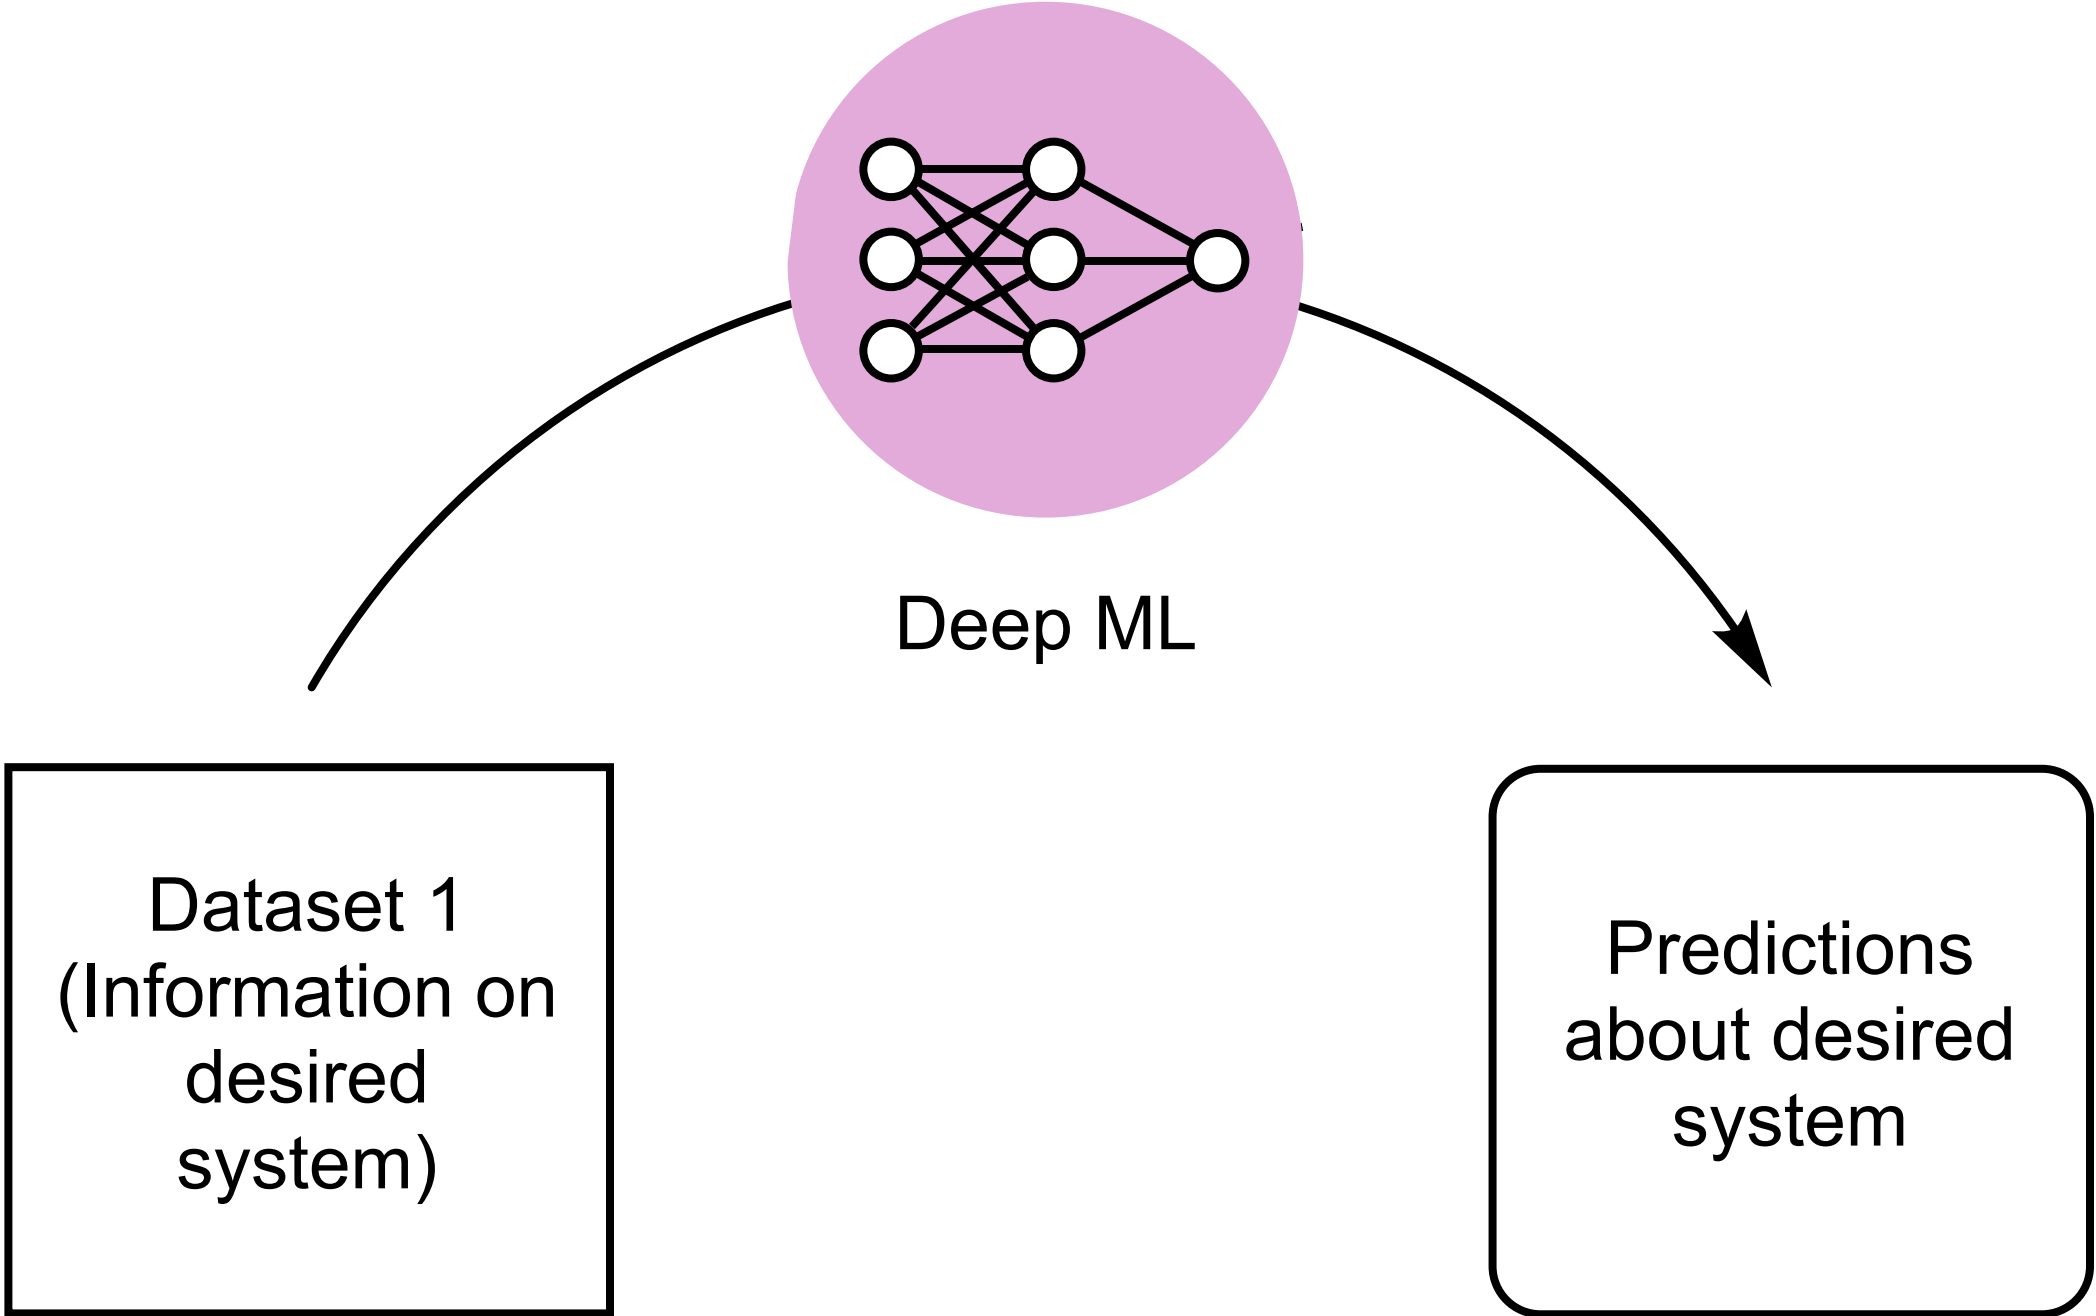 Deep ML
Dataset 1
(Information on
desired
system)
Predictions
about desired
system